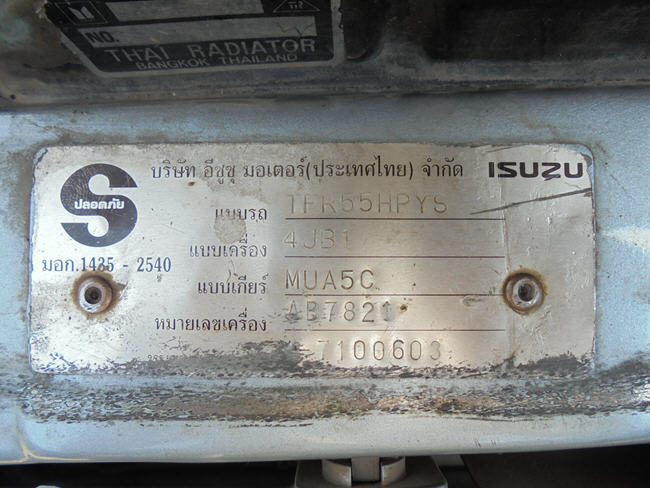 NO.
THAI RADIATOR
BANGKOK THAILAND
บริษัท อีซูซุ มอเตอร์(ประเทศไทย) จำกัด ISUZU
S
ปลอดภัย
มอก.1435 - 2540
แบบรถ TFR55HPYS
แบบเครื่อง 4JB1
แบบเกียร์ MUA5C
หมายเลขเครื่อง
7100603